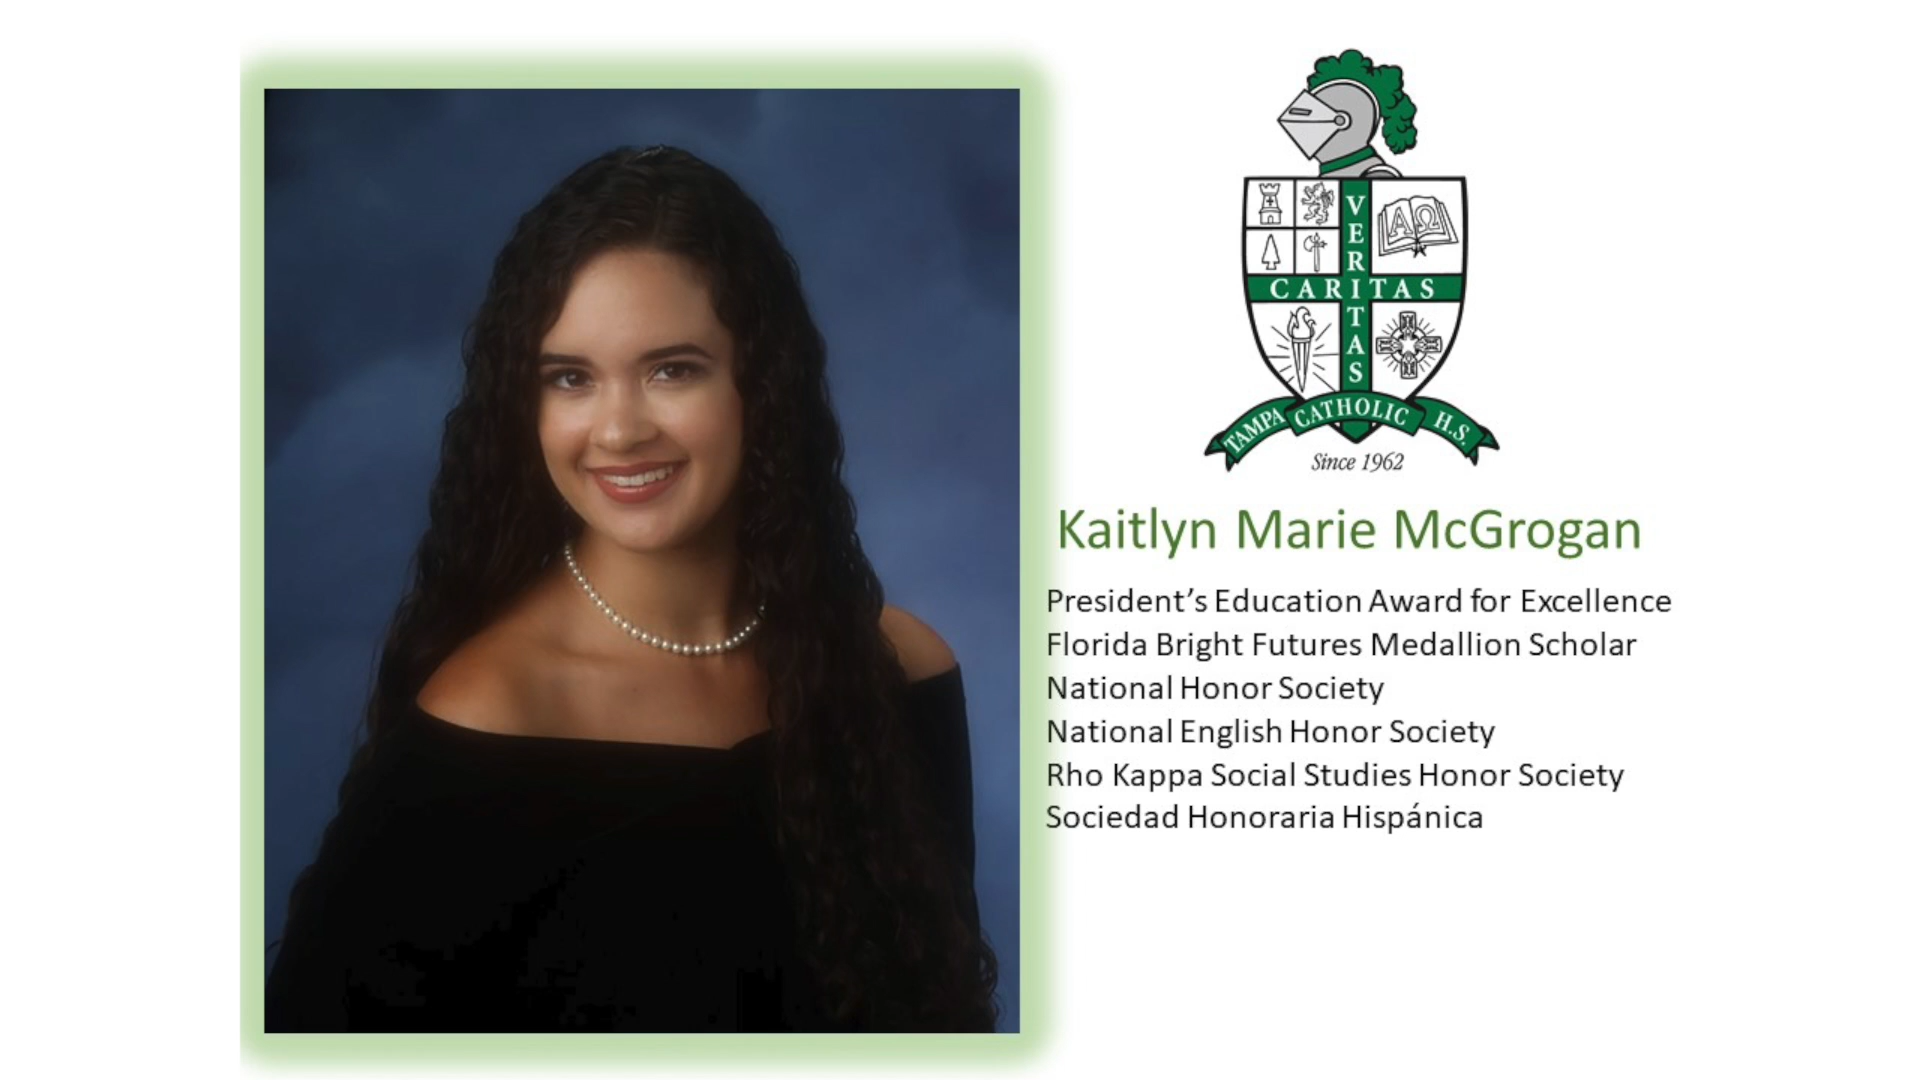 VERITAS
CARITAS
ΑΩ
TAMPA CATHOLIC H.S.
Since 1962
Kaitlyn Marie McGrogan
President’s Education Award for Excellence
Florida Bright Futures Medallion Scholar
National Honor Society
National English Honor Society
Rho Kappa Social Studies Honor Society
Sociedad Honoraria Hispánica